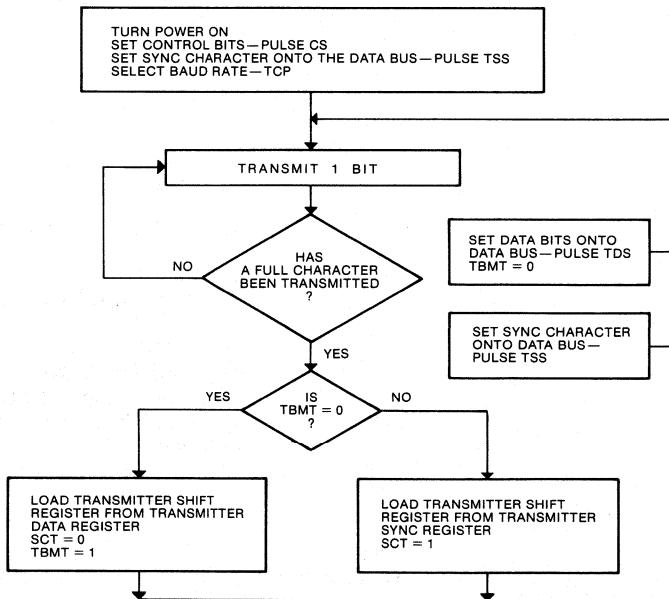 TURN POWER ON
SET CONTROL BITS—PULSE CS
SET SYNC CHARACTER ONTO THE DATA BUS—PULSE TSS
SELECT BAUD RATE—TCP
TRANSMIT 1 BIT
HAS
A FULL CHARACTER
BEEN TRANSMITTED
?
NO
SET DATA BITS ONTO
DATA BUS—PULSE TDS
TBMT = 0
SET SYNC CHARACTER
ONTO DATA BUS—
PULSE TSS
YES
YES
IS
TBMT = 0
?
NO
LOAD TRANSMITTER SHIFT
REGISTER FROM TRANSMITTER
DATA REGISTER
SCT = 0
TBMT = 1
LOAD TRANSMITTER SHIFT
REGISTER FROM TRANSMITTER
SYNC REGISTER
SCT = 1